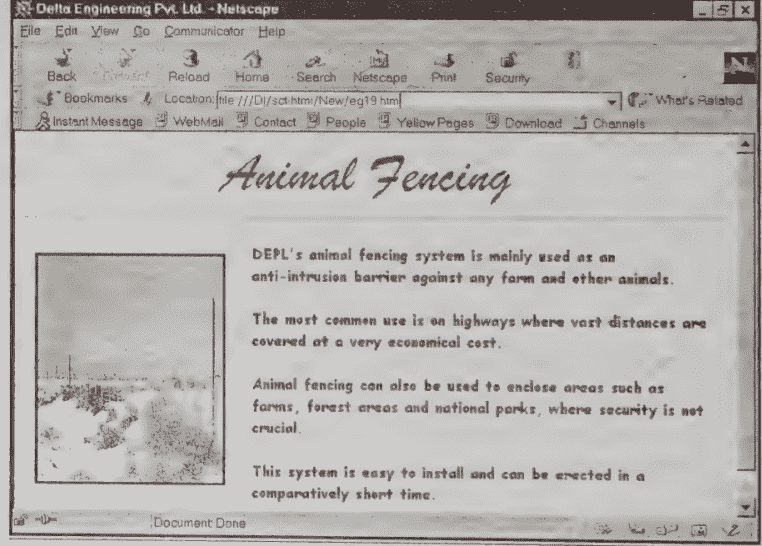 Delta Engineering Pvt. Ltd. - Netscape
File Edit View Go Communicator Help
Back Forward Reload Home Search Netscape Print Security
Bookmarks Location: file:///D|/sct-html/New/eg19.htm What's Related
Instant Message WebMail Contact People Yellow Pages Download Channels
Animal Fencing
DEPL's animal fencing system is mainly used as an
anti-intrusion barrier against any farm and other animals.
The most common use is on highways where vast distances are
covered at a very economical cost.
Animal fencing can also be used to enclose areas such as
farms, forest areas and national parks, where security is not
crucial.
This system is easy to install and can be erected in a
comparatively short time.
Document Done